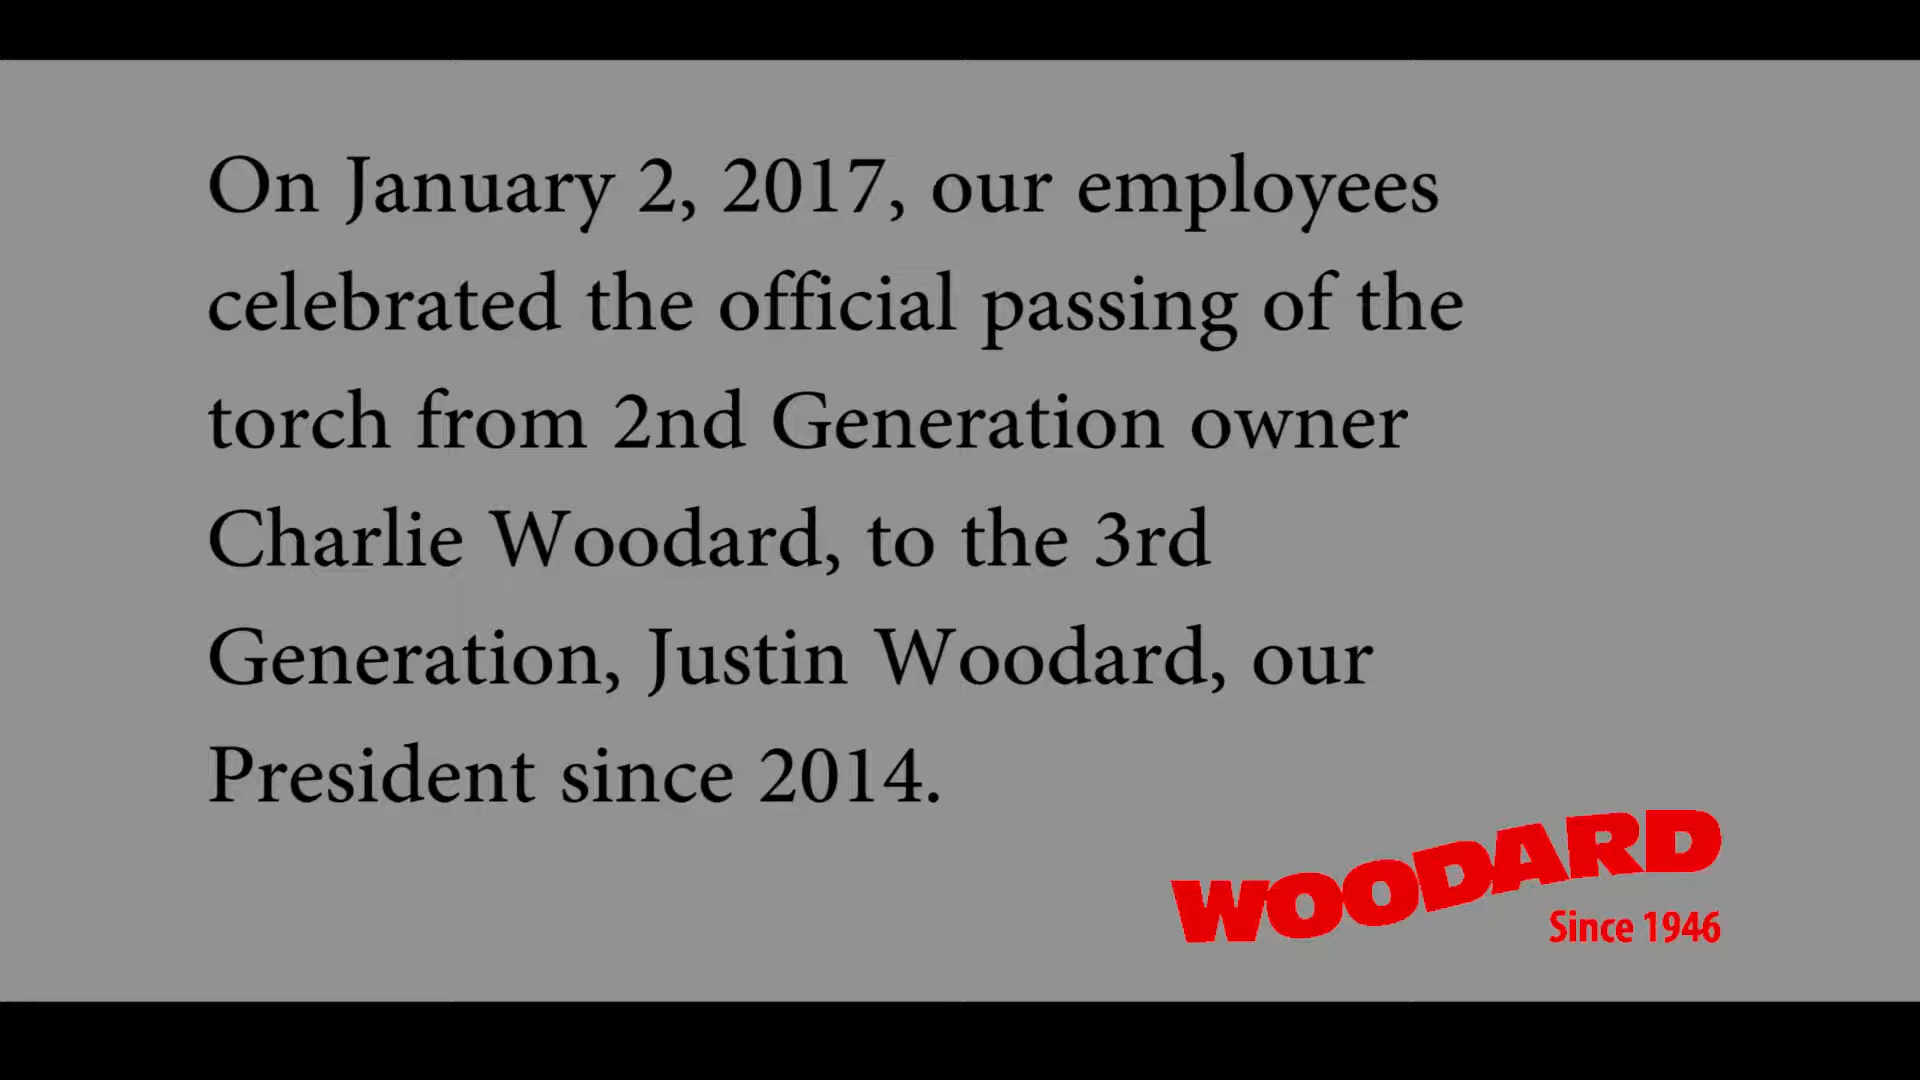 On January 2, 2017, our employees
celebrated the official passing of the
torch from 2nd Generation owner
Charlie Woodard, to the 3rd
Generation, Justin Woodard, our
President since 2014.
WOODARD
Since 1946